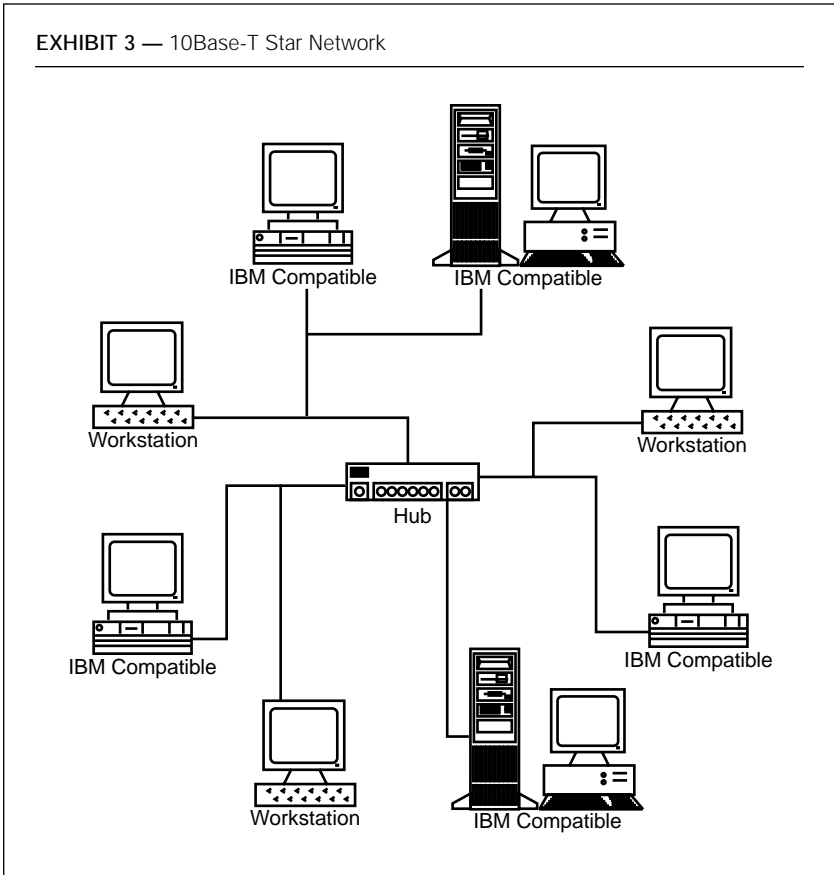 EXHIBIT 3 — 10Base-T Star Network
IBM Compatible
IBM Compatible
Workstation
Workstation
Hub
IBM Compatible
IBM Compatible
Workstation
IBM Compatible